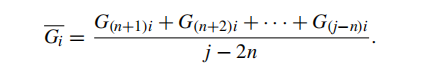 $$\overline{G_i} = \frac{G_{(n+1)i} + G_{(n+2)i} + \cdots + G_{(j-n)i}}{j - 2n}.$$